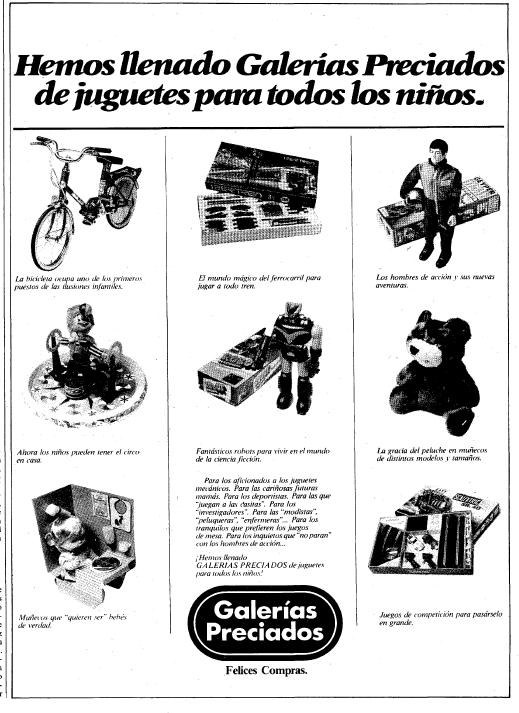 Hemos llenado Galerías Preciados
de juguetes para todos los niños.
La bicicleta ocupa uno de los primeros
puestos de las ilusiones infantiles.
El mundo mágico del ferrocarril para
jugar a todo tren.
Los hombres de acción y sus nuevas
aventuras.
Ahora los niños pueden tener el circo
en casa.
Fantásticos robots para vivir en el mundo
de la ciencia ficción.
La gracia del peluche en muñecos
de distintos modelos y tamaños.
Muñecos que "quieren ser" bebés
de verdad.
Para los aficionados a los juguetes
mecánicos. Para las cariñosas futuras
mamás. Para los deportistas. Para las que
"juegan a las casitas". Para los
"investigadores". Para las "modistas",
"peluqueras", "enfermeras"... Para los
tranquilos que prefieren los juegos
de mesa. Para los inquietos que "no paran"
con los hombres de acción...
¡Hemos llenado
GALERIAS PRECIADOS de juguetes
para todos los niños!
Juegos de competición para pasárselo
en grande.
Galerías
Preciados
Felices Compras.